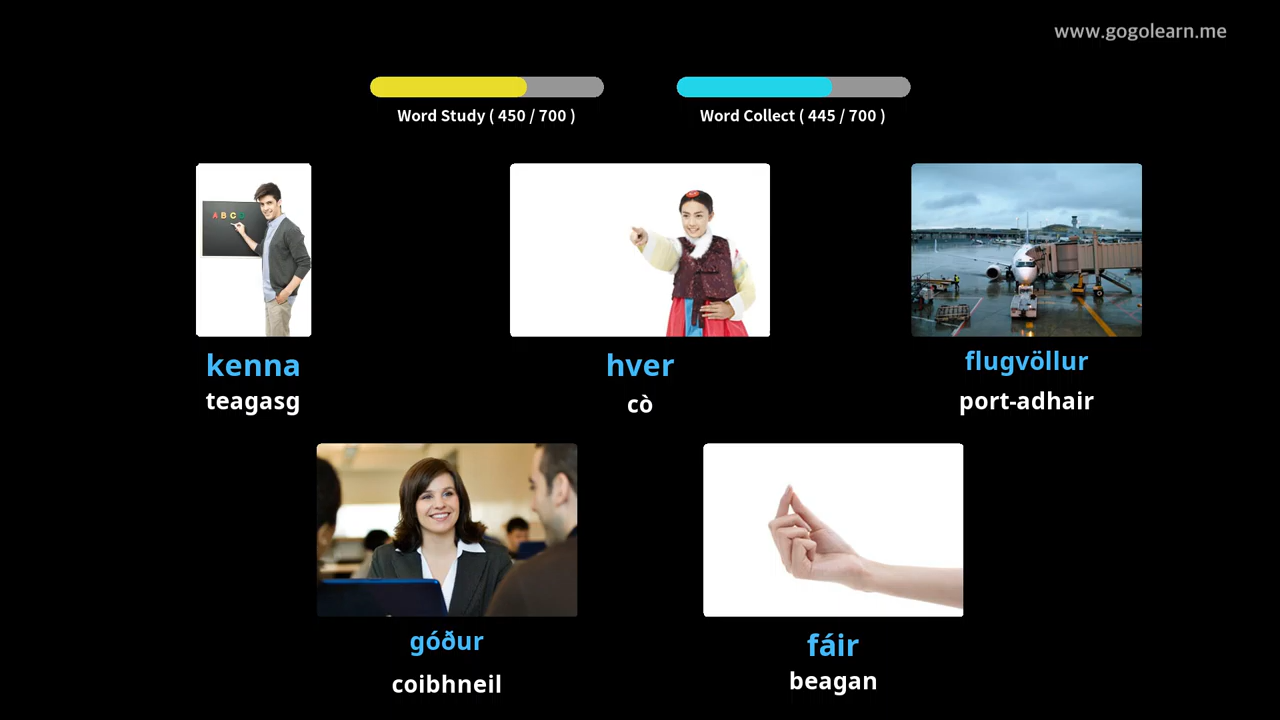 www.gogolearn.me
Word Study ( 450 / 700 )
Word Collect ( 445 / 700 )
A B C D
kenna
teagasg
hver
cò
flugvöllur
port-adhair
góður
coibhneil
fáir
beagan